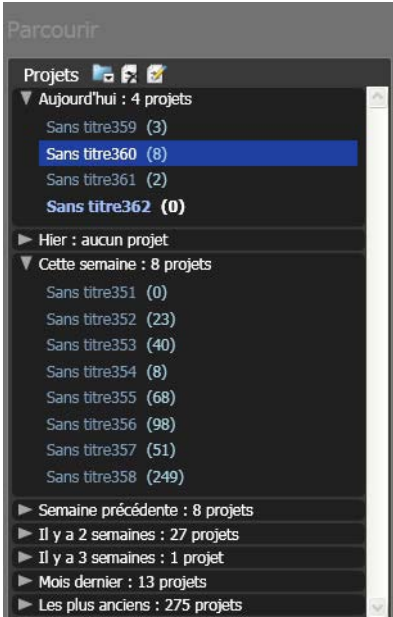 Parcourir
Projets
Aujourd'hui : 4 projets
Sans titre359 (3)
Sans titre360 (8)
Sans titre361 (2)
Sans titre362 (0)
Hier : aucun projet
Cette semaine : 8 projets
Sans titre351 (0)
Sans titre352 (23)
Sans titre353 (40)
Sans titre354 (8)
Sans titre355 (68)
Sans titre356 (98)
Sans titre357 (51)
Sans titre358 (249)
Semaine précédente : 8 projets
Il y a 2 semaines : 27 projets
Il y a 3 semaines : 1 projet
Mois dernier : 13 projets
Les plus anciens : 275 projets